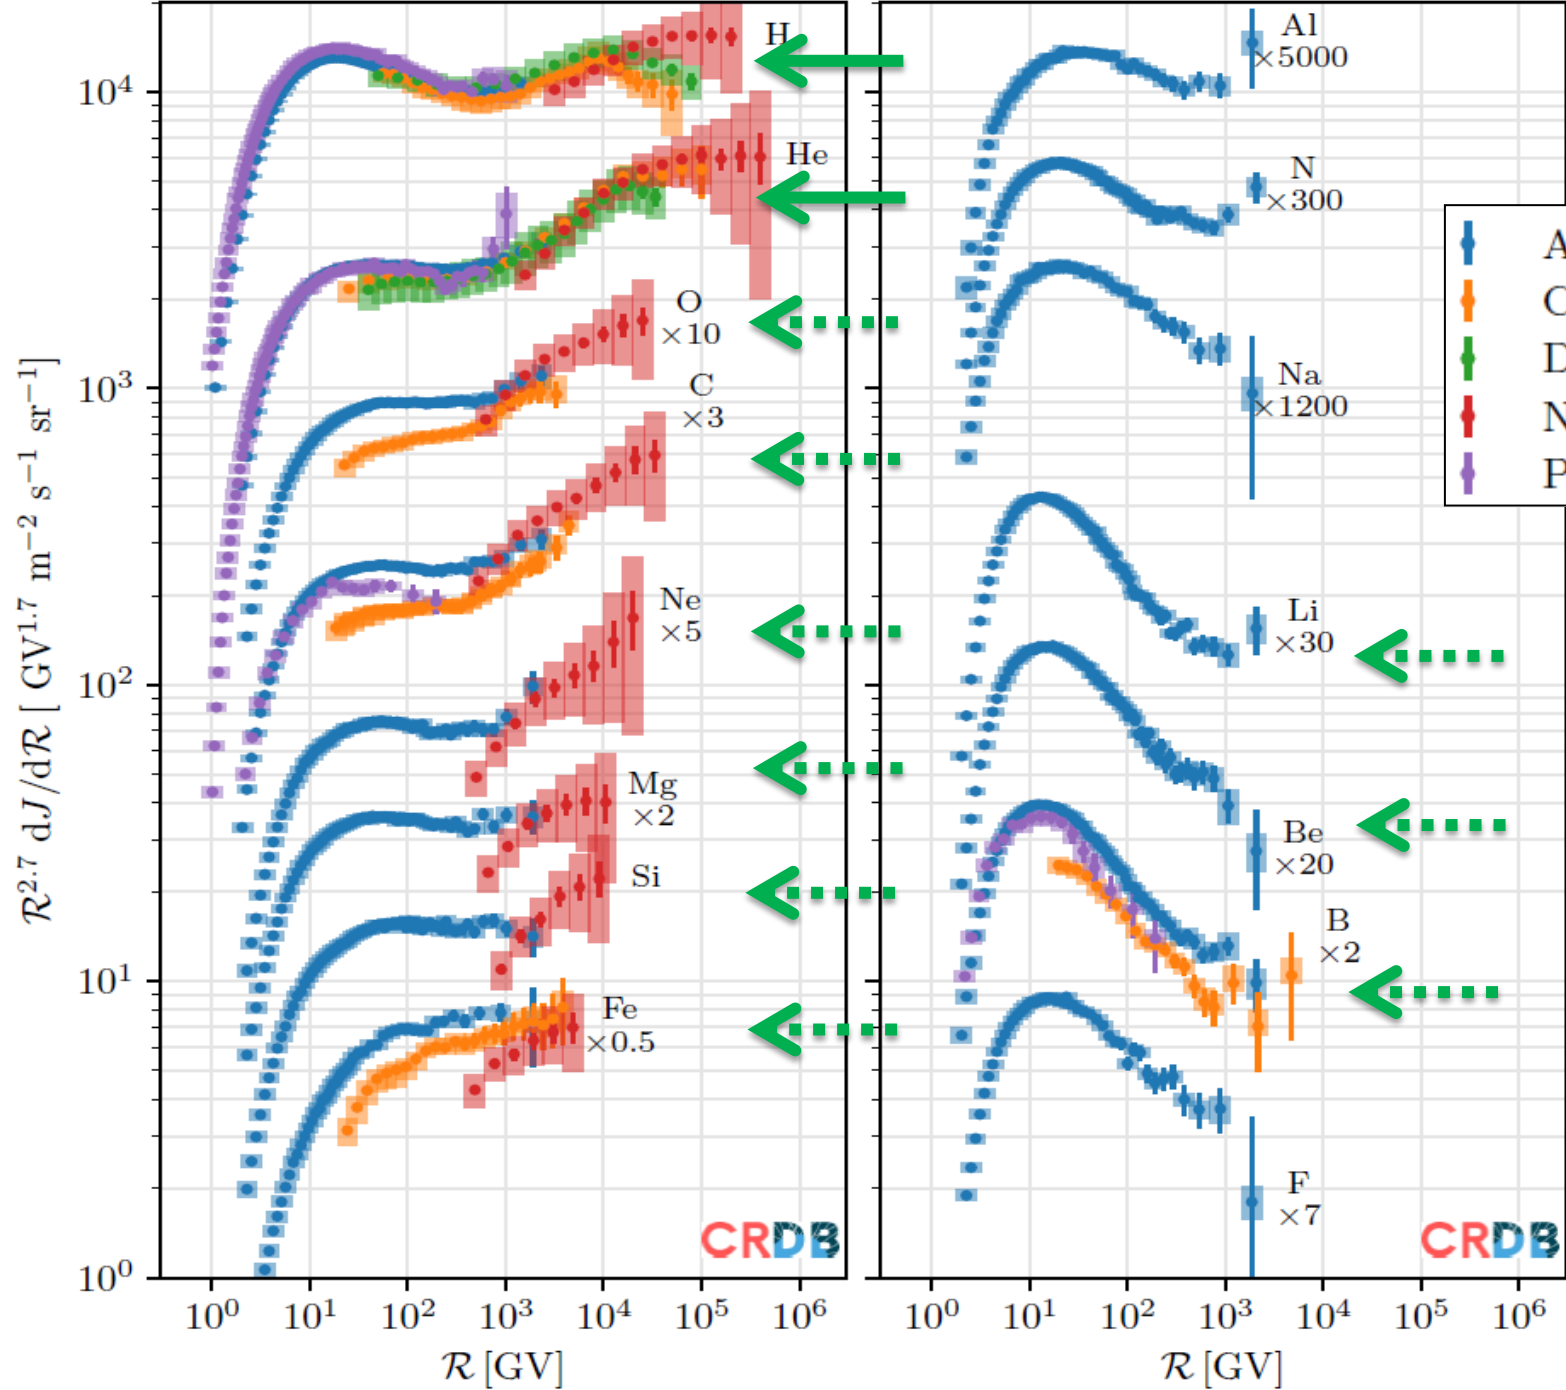 R^2.7 dJ/dR [ GV^1.7 m^−2 s^−1 sr^−1 ]
10^4
10^3
10^2
10^1
10^0
H
He
O
×10
C
×3
Ne
×5
Mg
×2
Si
Fe
×0.5
CRDB
10^0 10^1 10^2 10^3 10^4 10^5 10^6
R [GV]
Al
×5000
N
×300
Na
×1200
Li
×30
Be
×20
B
×2
F
×7
A
C
D
N
P
CRDB
10^0 10^1 10^2 10^3 10^4 10^5 10^6
R [GV]